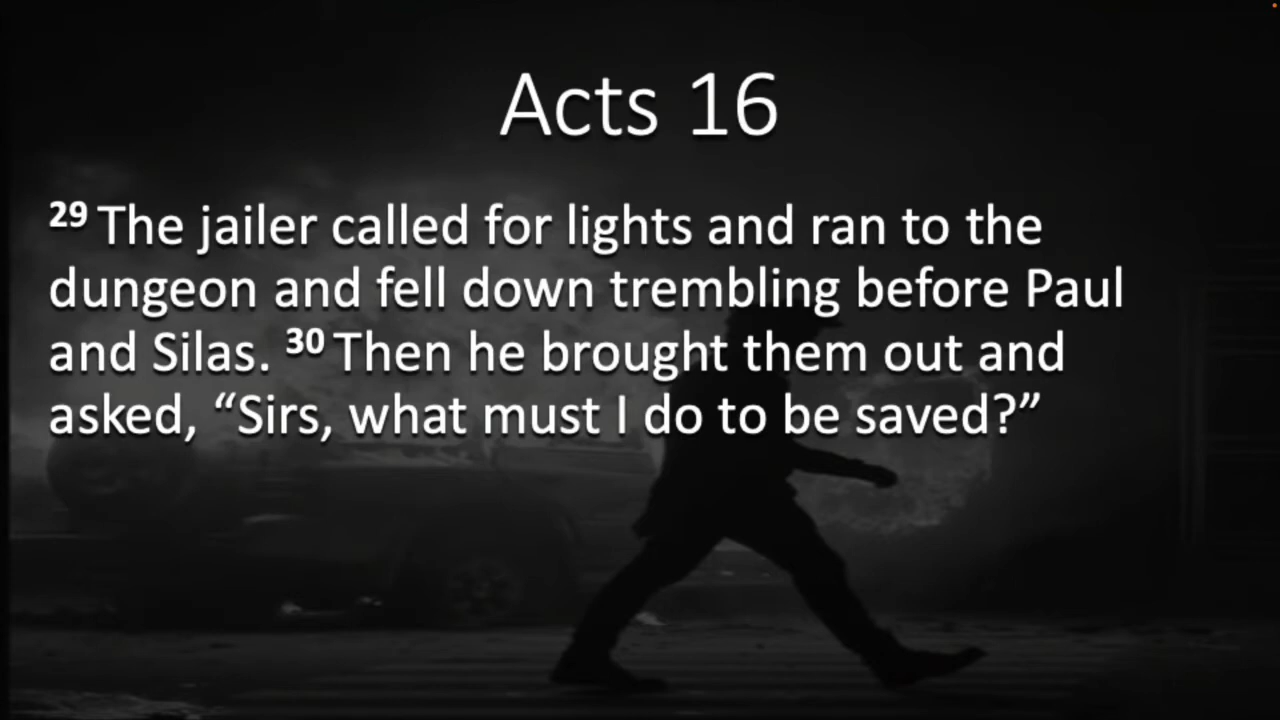 Acts 16
29 The jailer called for lights and ran to the
dungeon and fell down trembling before Paul
and Silas. 30 Then he brought them out and
asked, “Sirs, what must I do to be saved?”